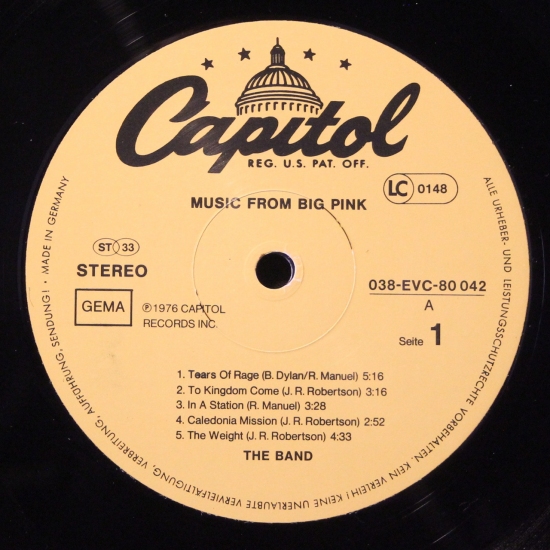 Capitol
REG. U.S. PAT. OFF.
MUSIC FROM BIG PINK
LC 0148
ST 33
STEREO
GEMA
℗ 1976 CAPITOL
RECORDS INC.
038-EVC-80 042
A
Seite 1
1. Tears Of Rage (B. Dylan/R. Manuel) 5:16
2. To Kingdom Come (J. R. Robertson) 3:16
3. In A Station (R. Manuel) 3:28
4. Caledonia Mission (J. R. Robertson) 2:52
5. The Weight (J. R. Robertson) 4:33
THE BAND
ALLE URHEBER- UND LEISTUNGSSCHUTZRECHTE VORBEHALTEN. KEIN VERLEIH! KEINE UNERLAUBTE VERVIELFÄLTIGUNG, VERBREITUNG, AUFFÜHRUNG, SENDUNG! • MADE IN GERMANY